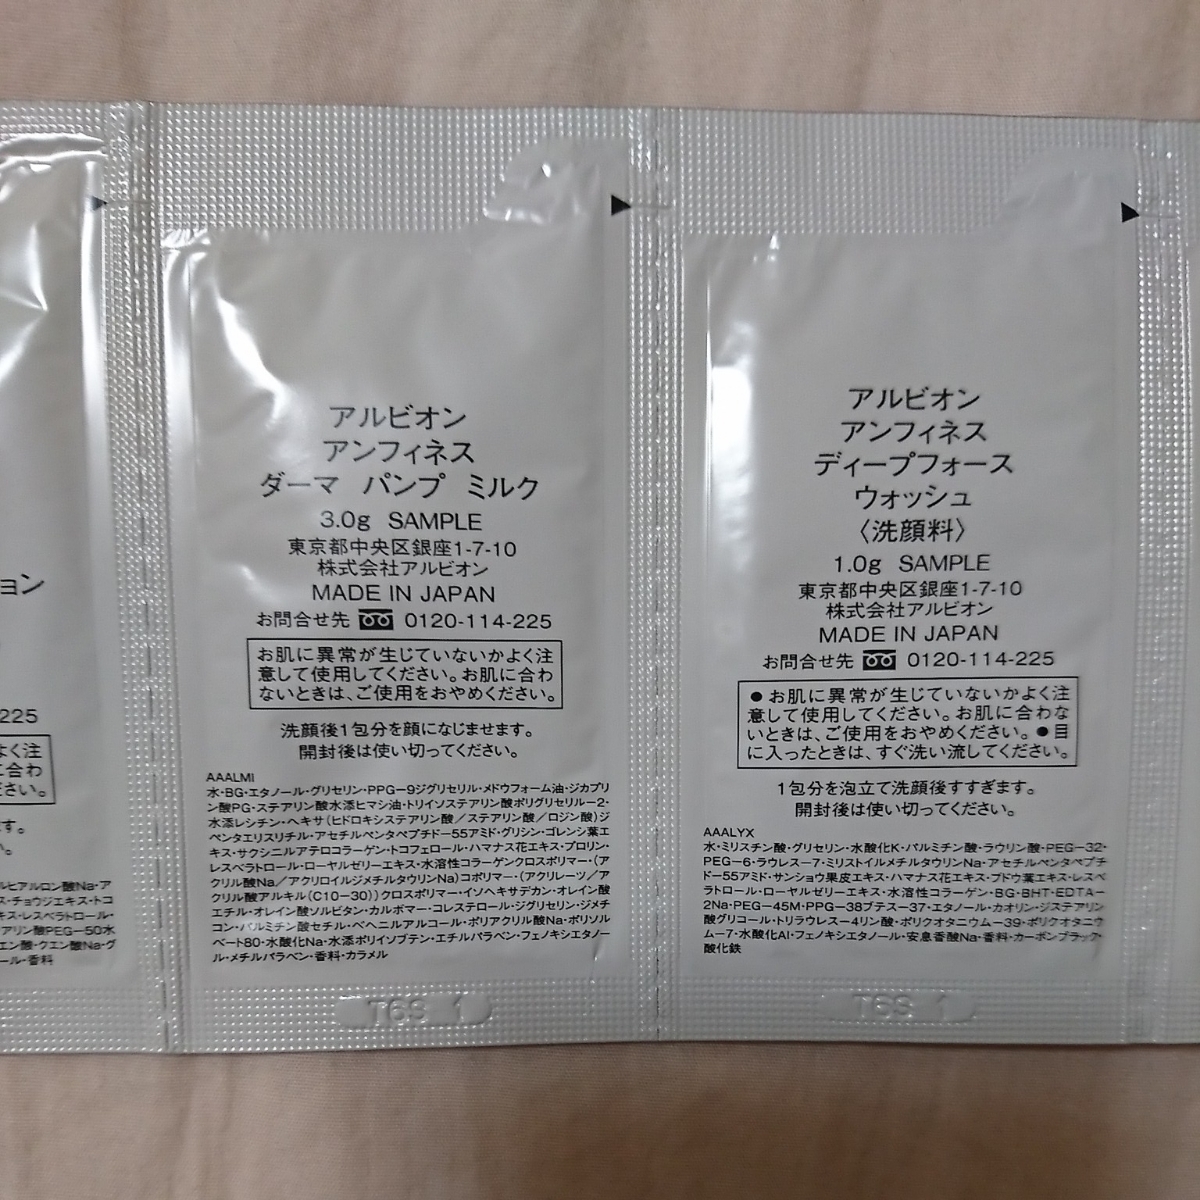 ョン
225
よく注
に合わ
さい。
す。
い。
ルヒアルロン酸Na・ア
ス・チョウジエキス・トコ
キス・レスベラトロール・
アリン酸PEG-50水
エン酸・クエン酸Na・グ
ール・香料
アルビオン
アンフィネス
ダーマ パンプ ミルク
3.0g SAMPLE
東京都中央区銀座1-7-10
株式会社アルビオン
MADE IN JAPAN
お問合せ先 0120-114-225
お肌に異常が生じていないかよく注
意して使用してください。お肌に合わ
ないときは、ご使用をおやめください。
洗顔後1包分を顔になじませます。
開封後は使い切ってください。
AAALMI
水・BG・エタノール・グリセリン・PPG-9ジグリセリル・メドウフォーム油・ジカプリ
ン酸PG・ステアリン酸水添ヒマシ油・トリイソステアリン酸ポリグリセリル-2・
水添レシチン・ヘキサ(ヒドロキシステアリン酸/ステアリン酸/ロジン酸)ジ
ペンタエリスリチル・アセチルペンタペプチド-55アミド・グリシン・ゴレンシ葉エ
キス・サクシニルアテロコラーゲン・トコフェロール・ハマナス花エキス・プロリン・
レスベラトロール・ローヤルゼリーエキス・水溶性コラーゲンクロスポリマー・(ア
クリル酸Na/アクリロイルジメチルタウリンNa)コポリマー・(アクリレーツ/ア
クリル酸アルキル(C10-30))クロスポリマー・イソヘキサデカン・オレイン酸
エチル・オレイン酸ソルビタン・カルボマー・コレステロール・ジグリセリン・ジメチ
コン・パルミチン酸セチル・ベヘニルアルコール・ポリアクリル酸Na・ポリソル
ベート80・水酸化Na・水添ポリイソブテン・エチルパラベン・フェノキシエタノー
ル・メチルパラベン・香料・カラメル
T6S 1
アルビオン
アンフィネス
ディープフォース
ウォッシュ
〈洗顔料〉
1.0g SAMPLE
東京都中央区銀座1-7-10
株式会社アルビオン
MADE IN JAPAN
お問合せ先 0120-114-225
●お肌に異常が生じていないかよく注
意して使用してください。お肌に合わな
いときは、ご使用をおやめください。●目
に入ったときは、すぐ洗い流してください。
1包分を泡立て洗顔後すすぎます。
開封後は使い切ってください。
AAALYX
水・ミリスチン酸・グリセリン・水酸化K・パルミチン酸・ラウリン酸・PEG-32・
PEG-6・ラウレス-7・ミリストイルメチルタウリンNa・アセチルペンタペプチ
ド-55アミド・サンショウ果皮エキス・ハマナス花エキス・ブドウ葉エキス・レスベ
ラトロール・ローヤルゼリーエキス・水溶性コラーゲン・BG・BHT・EDTA-
2Na・PEG-45M・PPG-38ブテス-37・エタノール・カオリン・ジステアリン
酸グリコール・トリラウレス-4リン酸・ポリクオタニウム-39・ポリクオタニウ
ム-7・水酸化Al・フェノキシエタノール・安息香酸Na・香料・カーボンブラック・
酸化鉄
T6S 1